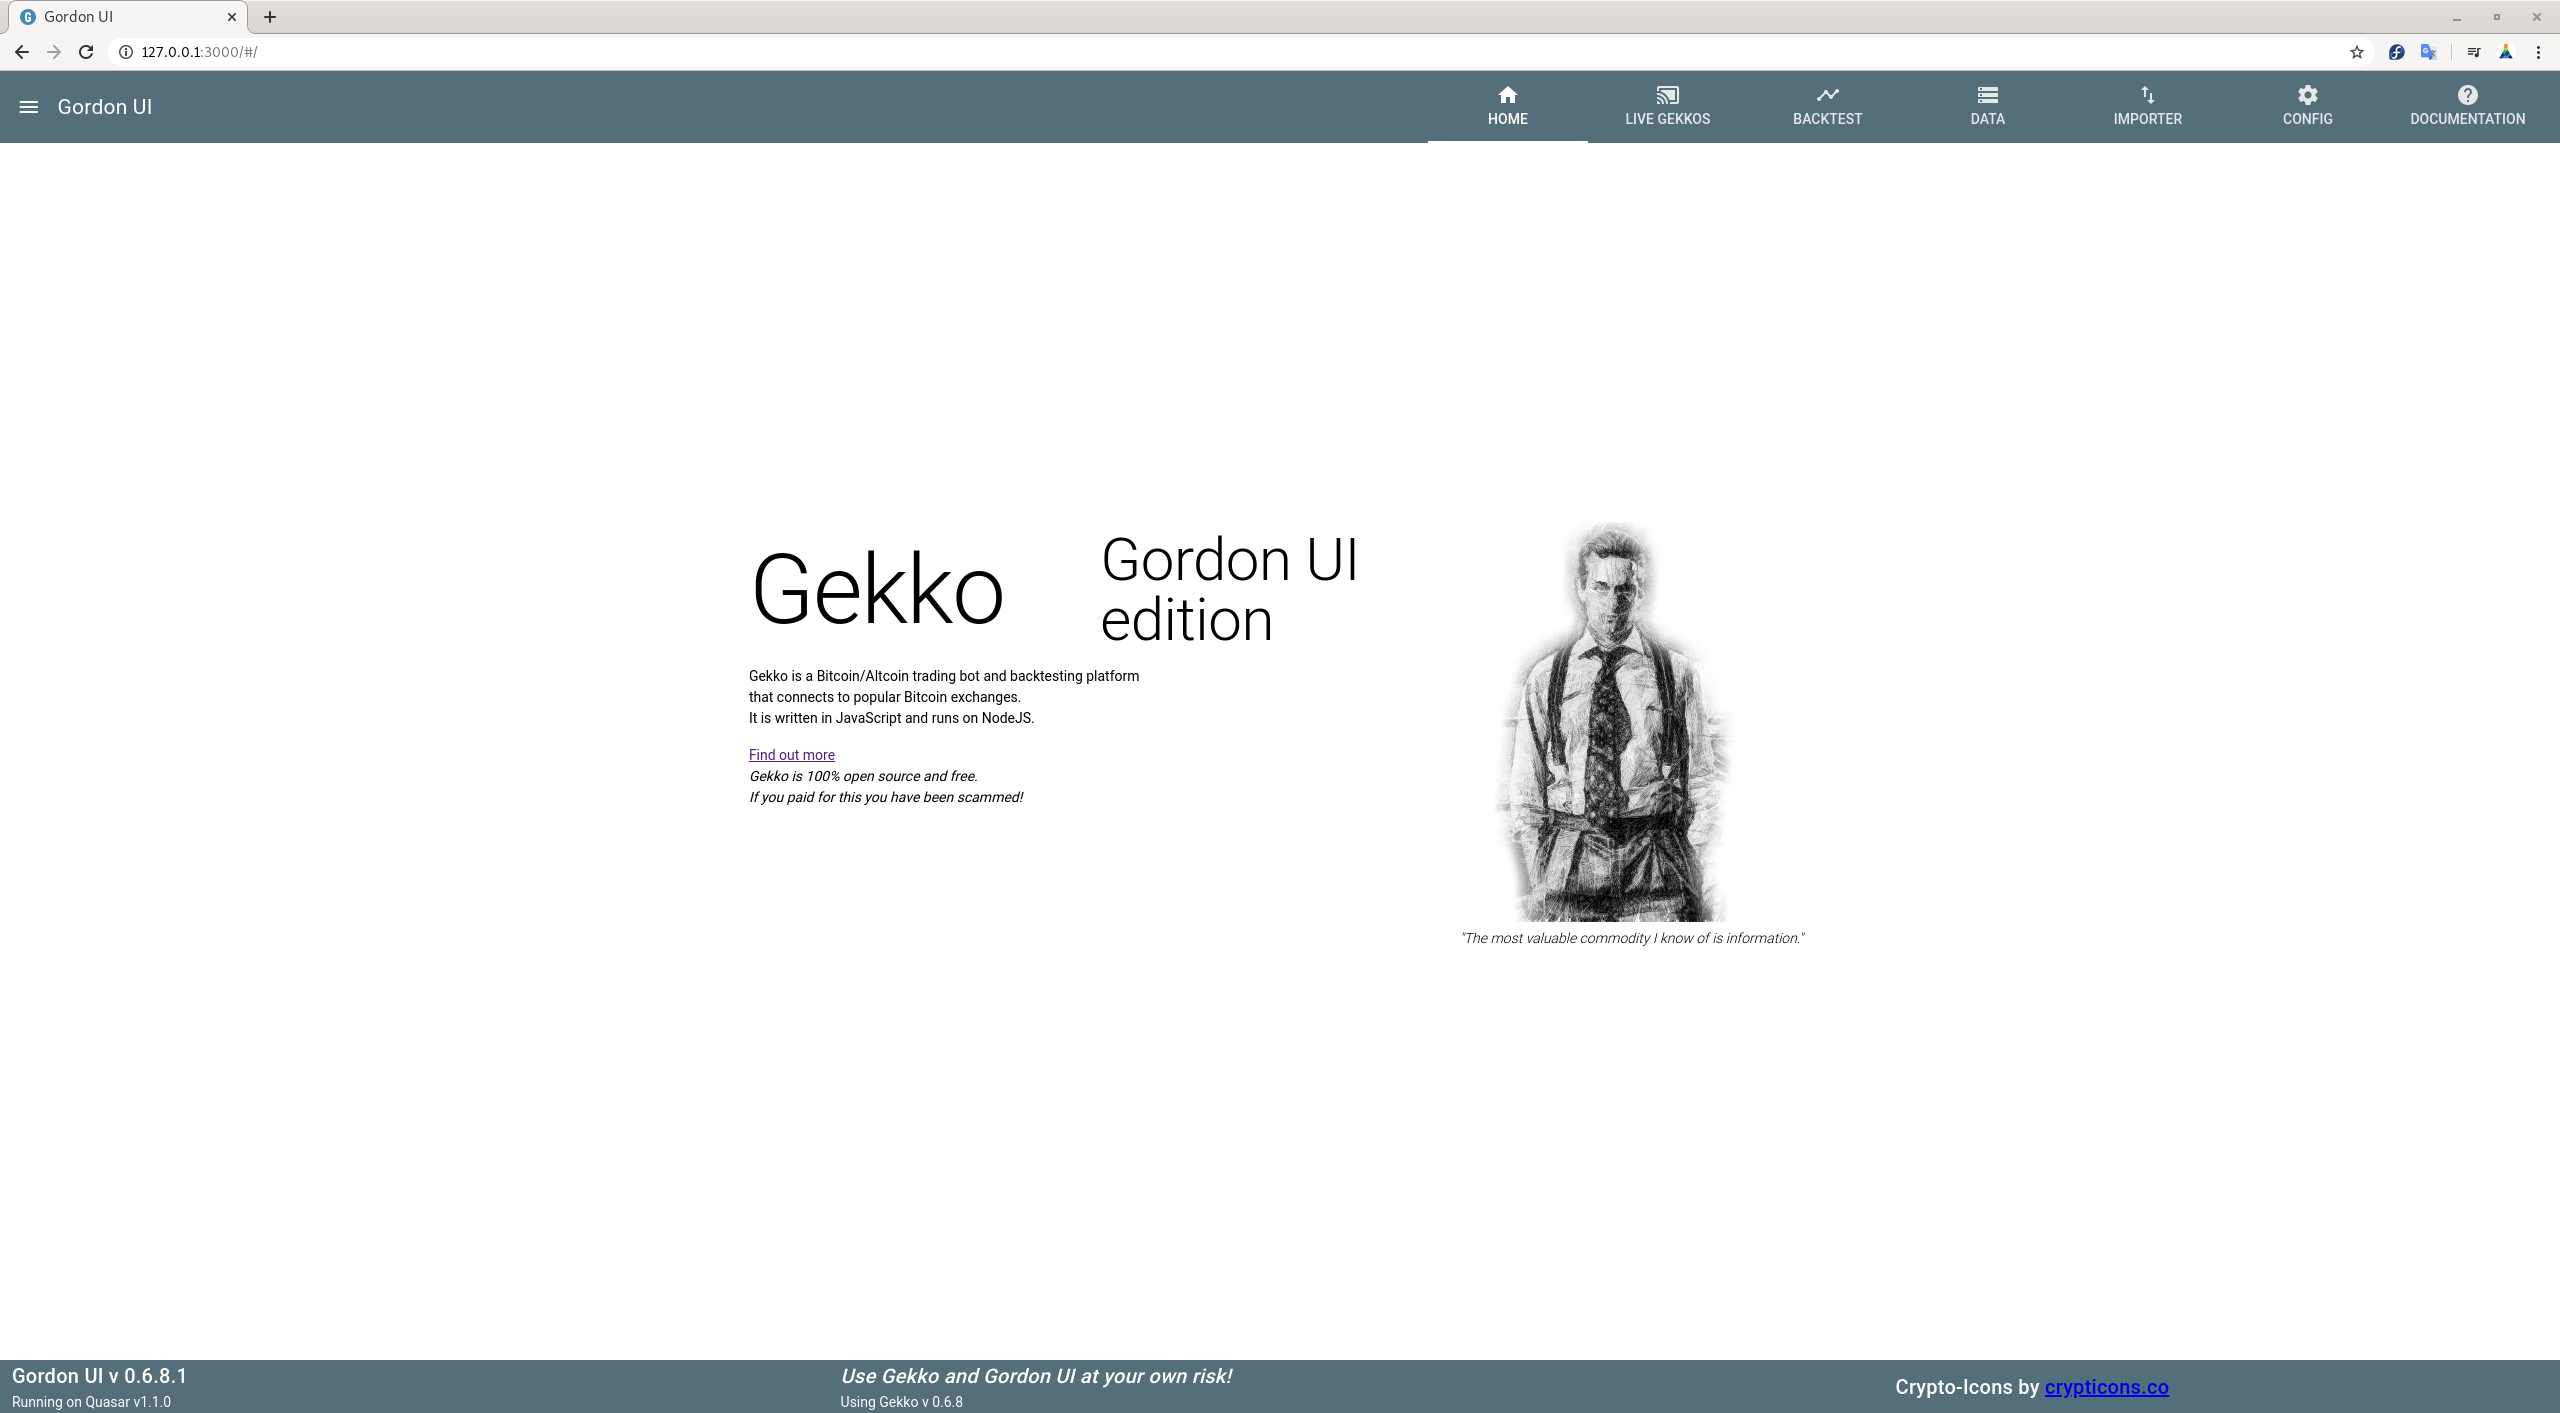 Gordon UI
127.0.0.1:3000/#/
Gordon UI
HOME
LIVE GEKKOS
BACKTEST
DATA
IMPORTER
CONFIG
DOCUMENTATION
Gekko
Gordon UI
edition
Gekko is a Bitcoin/Altcoin trading bot and backtesting platform
that connects to popular Bitcoin exchanges.
It is written in JavaScript and runs on NodeJS.
Find out more
Gekko is 100% open source and free.
If you paid for this you have been scammed!
"The most valuable commodity I know of is information."
Gordon UI v 0.6.8.1
Running on Quasar v1.1.0
Use Gekko and Gordon UI at your own risk!
Using Gekko v 0.6.8
Crypto-Icons by crypticons.co